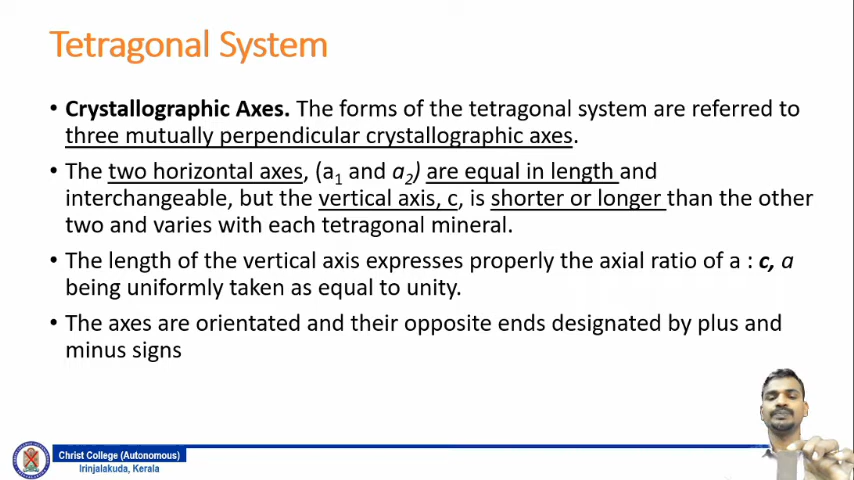 Tetragonal System
• Crystallographic Axes. The forms of the tetragonal system are referred to
three mutually perpendicular crystallographic axes.
• The two horizontal axes, (a1 and a2) are equal in length and
interchangeable, but the vertical axis, c, is shorter or longer than the other
two and varies with each tetragonal mineral.
• The length of the vertical axis expresses properly the axial ratio of a : c, a
being uniformly taken as equal to unity.
• The axes are orientated and their opposite ends designated by plus and
minus signs
Christ College (Autonomous)
Irinjalakuda, Kerala